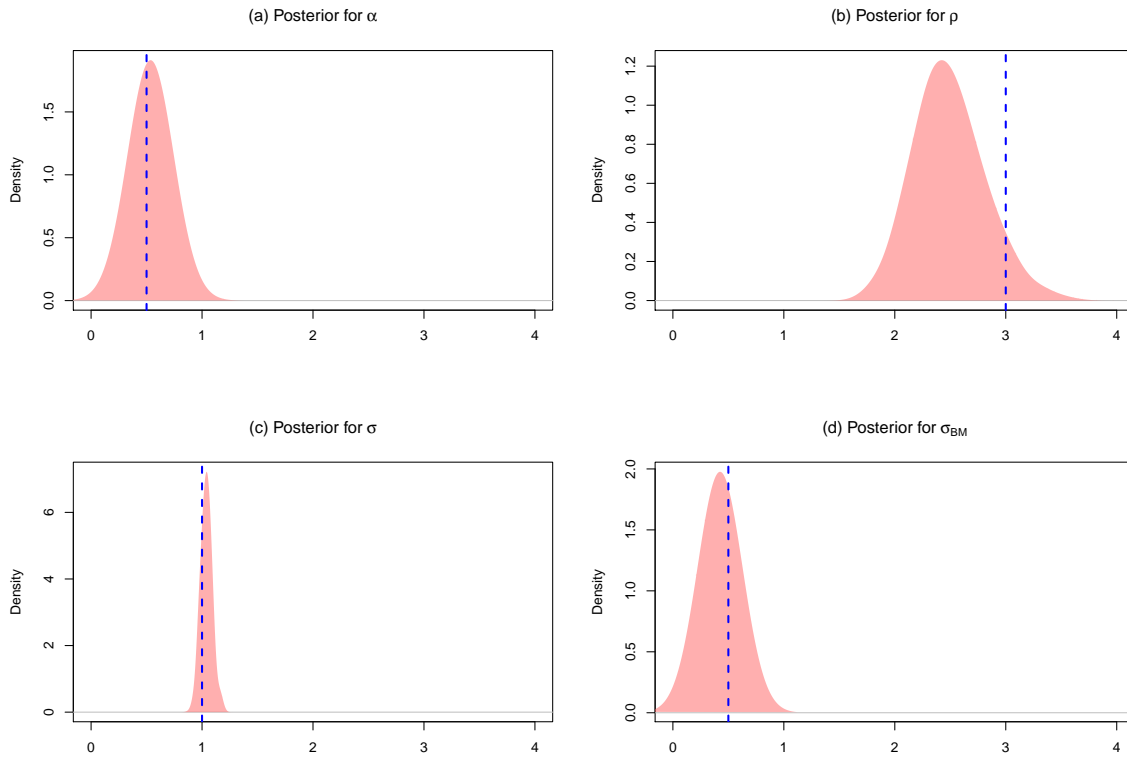 (a) Posterior for α
Density
0.0 0.5 1.0 1.5
0 1 2 3 4
(b) Posterior for ρ
Density
0.0 0.2 0.4 0.6 0.8 1.0 1.2
0 1 2 3 4
(c) Posterior for σ
Density
0 2 4 6
0 1 2 3 4
(d) Posterior for σBM
Density
0.0 0.5 1.0 1.5 2.0
0 1 2 3 4